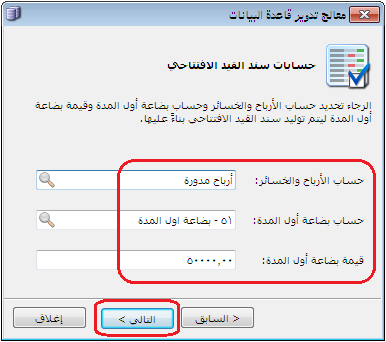 معالج تدوير قاعدة البيانات
حسابات سند القيد الافتتاحي
الرجاء تحديد حساب الأرباح والخسائر وحساب بضاعة أول المدة وقيمة بضاعة
أول المدة ليتم توليد سند القيد الافتتاحي بناءً عليها.
حساب الأرباح والخسائر: أرباح مدورة
حساب بضاعة أول المدة: ٥١ - بضاعة اول المدة
قيمة بضاعة أول المدة: ٥٠٠٠٠,٠٠
< السابق التالي > إغلاق